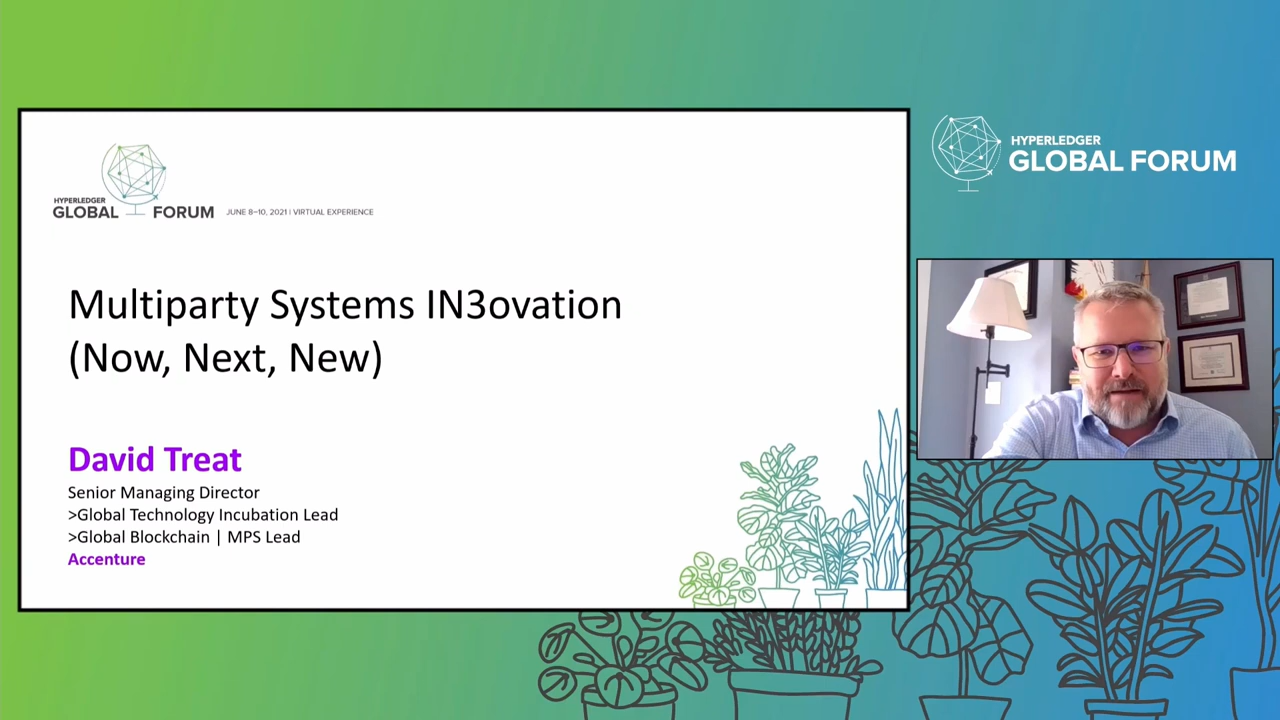 HYPERLEDGER
GLOBAL FORUM
JUNE 8–10, 2021 | VIRTUAL EXPERIENCE
Multiparty Systems IN3ovation
(Now, Next, New)
David Treat
Senior Managing Director
>Global Technology Incubation Lead
>Global Blockchain | MPS Lead
Accenture
HYPERLEDGER
GLOBAL FORUM